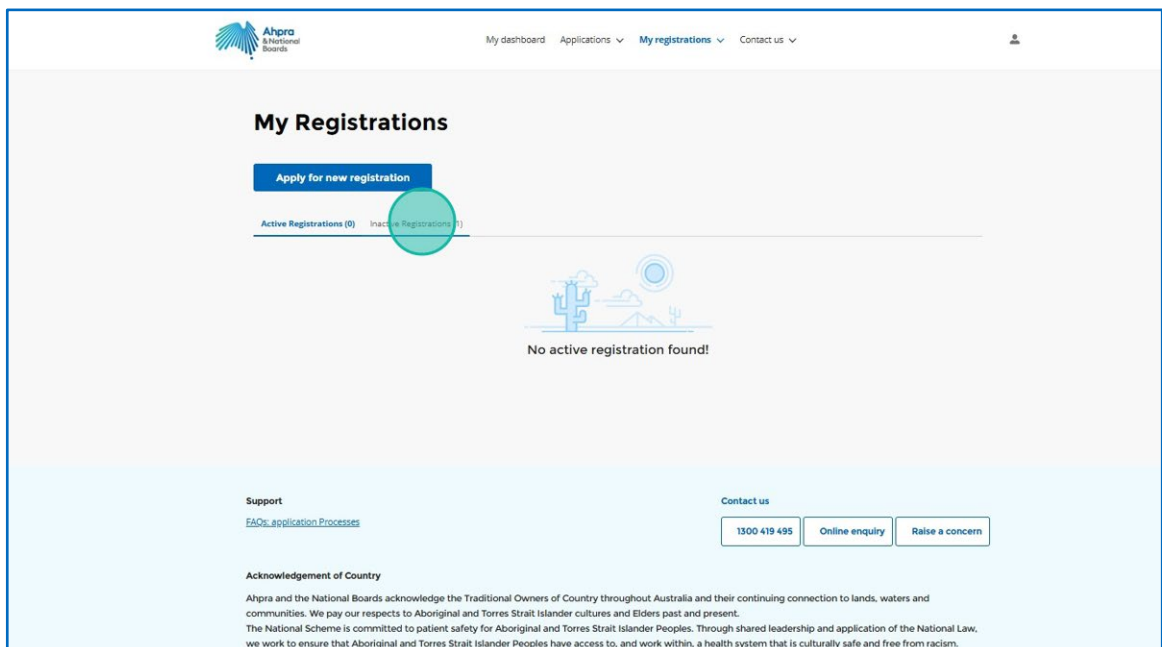 Ahpra
& National
Boards
My dashboard Applications My registrations Contact us
My Registrations
Apply for new registration
Active Registrations (0) Inactive Registrations (1)
No active registration found!
Support
FAQs: application Processes
Contact us
1300 419 495 Online enquiry Raise a concern
Acknowledgement of Country
Ahpra and the National Boards acknowledge the Traditional Owners of Country throughout Australia and their continuing connection to lands, waters and
communities. We pay our respects to Aboriginal and Torres Strait Islander cultures and Elders past and present.
The National Scheme is committed to patient safety for Aboriginal and Torres Strait Islander Peoples. Through shared leadership and application of the National Law,
we work to ensure that Aboriginal and Torres Strait Islander Peoples have access to, and work within, a health system that is culturally safe and free from racism.